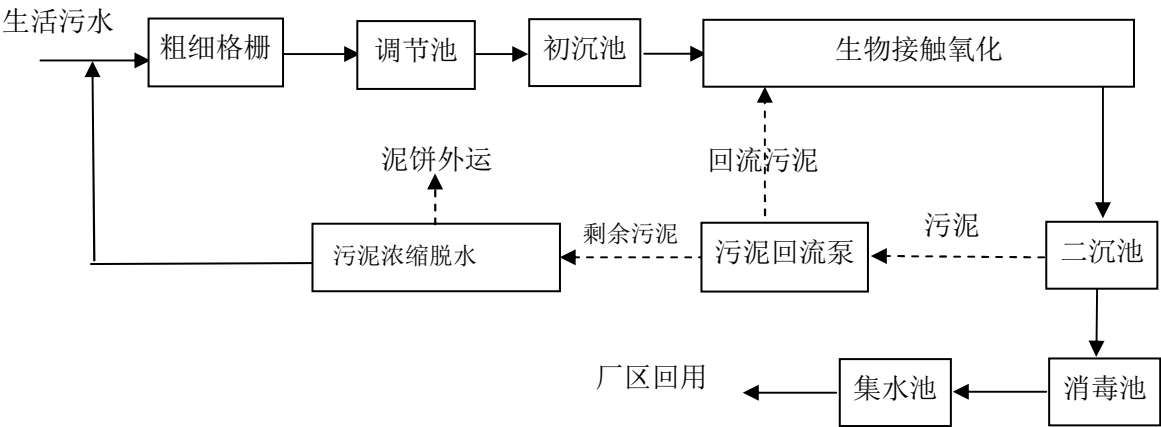 生活污水
粗细格栅
调节池
初沉池
生物接触氧化
泥饼外运
回流污泥
污泥浓缩脱水
剩余污泥
污泥回流泵
污泥
二沉池
厂区回用
集水池
消毒池